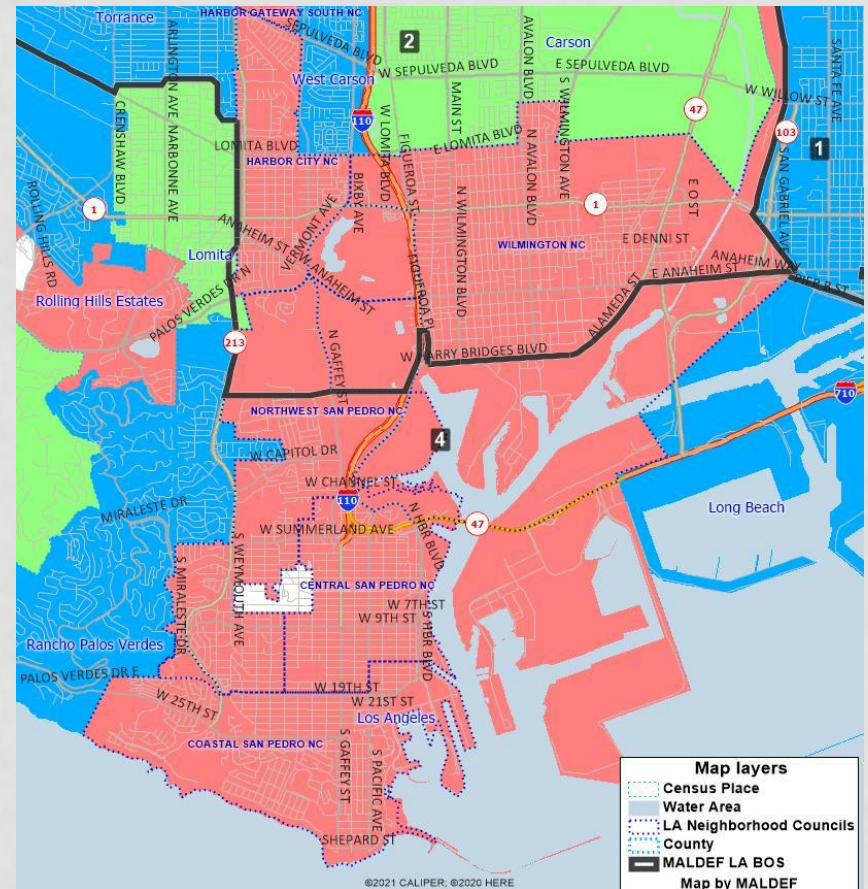 Torrance
HARBOR GATEWAY SOUTH NC
SEPULVEDA BLVD
ARLINGTON AVE
NARBONNE AVE
CRENSHAW BLVD
West Carson
110
2
W SEPULVEDA BLVD
MAIN ST
AVALON BLVD
Carson
E SEPULVEDA BLVD
S WILMINGTON AVE
47
W WILLOW ST
SANTA FE AVE
103
1
SAN GABRIEL AVE
LOMITA BLVD
HARBOR CITY NC
W LOMITA BLVD
FIGUEROA ST
E LOMITA BLVD
N AVALON BLVD
ROLLING HILLS RD
1
ANAHEIM ST
VERMONT AVE
BIXBY AVE
W ANAHEIM ST
N WILMINGTON BLVD
1
E O ST
WILMINGTON NC
E DENNI ST
ANAHEIM WAY
E ANAHEIM ST
Lomita
Rolling Hills Estates
PALOS VERDES DR N
213
FIGUEROA PL
ALAMEDA ST
W HARRY BRIDGES BLVD
N GAFFEY ST
NORTHWEST SAN PEDRO NC
4
710
W CAPITOL DR
W CHANNEL ST
110
N HBR BLVD
47
Long Beach
MIRALESTE DR
W SUMMERLAND AVE
S WEYMOUTH AVE
S MIRALESTE DR
CENTRAL SAN PEDRO NC
W 7TH ST
W 9TH ST
S HBR BLVD
Rancho Palos Verdes
PALOS VERDES DR E
W 19TH ST
W 21ST ST
W 25TH ST
Los Angeles
COASTAL SAN PEDRO NC
S GAFFEY ST
S PACIFIC AVE
SHEPARD ST
Map layers
Census Place
Water Area
LA Neighborhood Councils
County
MALDEF LA BOS
Map by MALDEF
©2021 CALIPER; ©2020 HERE